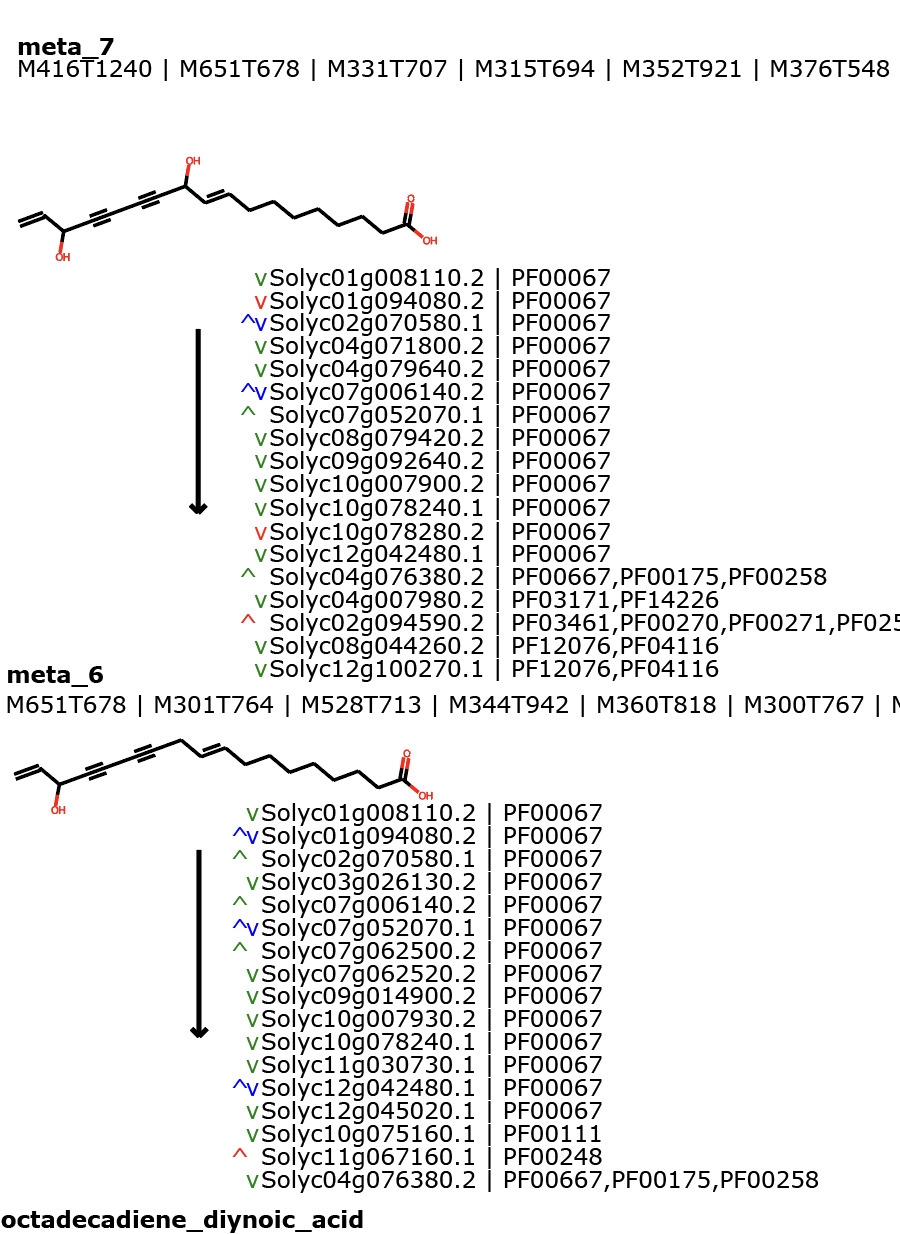 meta_7
M416T1240 | M651T678 | M331T707 | M315T694 | M352T921 | M376T548
OH
O
OH
OH
vSolyc01g008110.2 | PF00067
vSolyc01g094080.2 | PF00067
^vSolyc02g070580.1 | PF00067
vSolyc04g071800.2 | PF00067
vSolyc04g079640.2 | PF00067
^vSolyc07g006140.2 | PF00067
^ Solyc07g052070.1 | PF00067
vSolyc08g079420.2 | PF00067
vSolyc09g092640.2 | PF00067
vSolyc10g007900.2 | PF00067
vSolyc10g078240.1 | PF00067
vSolyc10g078280.2 | PF00067
vSolyc12g042480.1 | PF00067
^ Solyc04g076380.2 | PF00667,PF00175,PF00258
vSolyc04g007980.2 | PF03171,PF14226
^ Solyc02g094590.2 | PF03461,PF00270,PF00271,PF025
vSolyc08g044260.2 | PF12076,PF04116
vSolyc12g100270.1 | PF12076,PF04116
meta_6
M651T678 | M301T764 | M528T713 | M344T942 | M360T818 | M300T767 | M
O
OH
OH
vSolyc01g008110.2 | PF00067
^vSolyc01g094080.2 | PF00067
^ Solyc02g070580.1 | PF00067
vSolyc03g026130.2 | PF00067
^ Solyc07g006140.2 | PF00067
^vSolyc07g052070.1 | PF00067
^ Solyc07g062500.2 | PF00067
vSolyc07g062520.2 | PF00067
vSolyc09g014900.2 | PF00067
vSolyc10g007930.2 | PF00067
vSolyc10g078240.1 | PF00067
vSolyc11g030730.1 | PF00067
^vSolyc12g042480.1 | PF00067
vSolyc12g045020.1 | PF00067
vSolyc10g075160.1 | PF00111
^ Solyc11g067160.1 | PF00248
vSolyc04g076380.2 | PF00667,PF00175,PF00258
octadecadiene_diynoic_acid